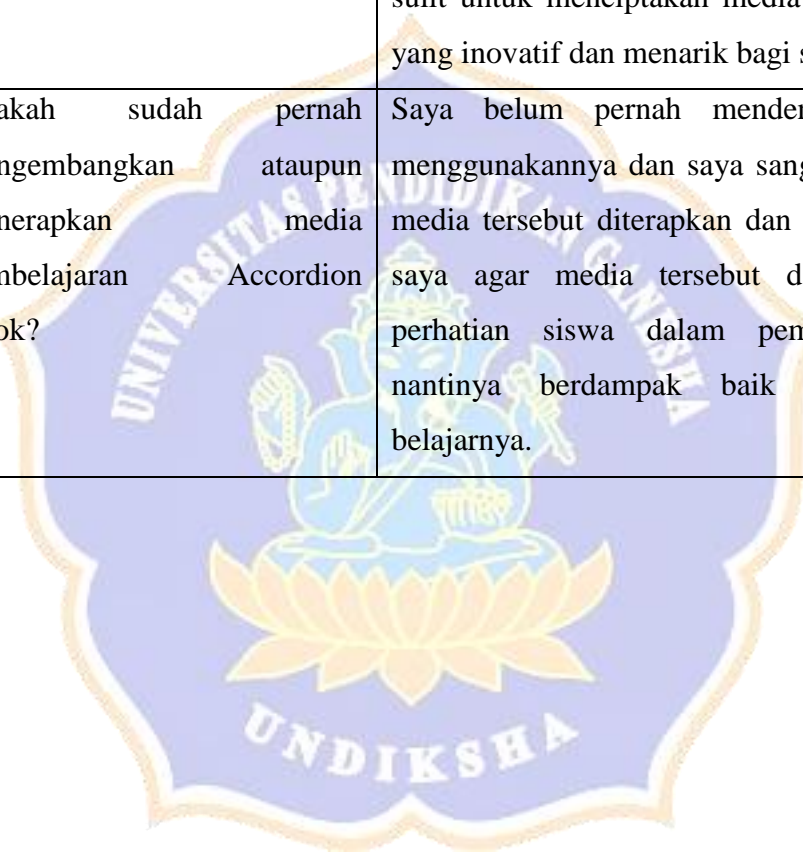 sulit untuk menciptakan media
yang inovatif dan menarik bagi s
akah sudah pernah
ngembangkan ataupun
nerapkan media
mbelajaran Accordion
ok?
Saya belum pernah menden
menggunakannya dan saya sang
media tersebut diterapkan dan
saya agar media tersebut d
perhatian siswa dalam pem
nantinya berdampak baik
belajarnya.
UNIVERSITAS PENDIDIKAN GANESHA
UNDIKSHA